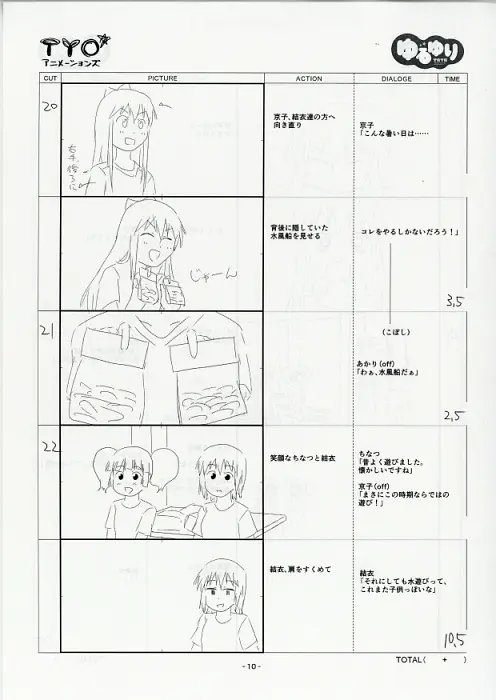 TYO
アニメーションズ
ゆるゆり
CUT
PICTURE
ACTION
DIALOGE
TIME
20
京子、結衣達の方へ
向き直り
京子
「こんな暑い日は……
背後に隠していた
水風船を見せる
コレをやるしかないだろう！」
じゃーん
3,5
21
(こぼし)
あかり(off)
「わぁ、水風船だぁ」
2,5
22
笑顔なちなつと結衣
ちなつ
「昔よく遊びました。
懐かしいですね」
京子(off)
「まさにこの時期ならではの
遊び！」
結衣、肩をすくめて
結衣
「それにしても水遊びって、
これまた子供っぽいな」
10,5
TOTAL( + )
- 10 -